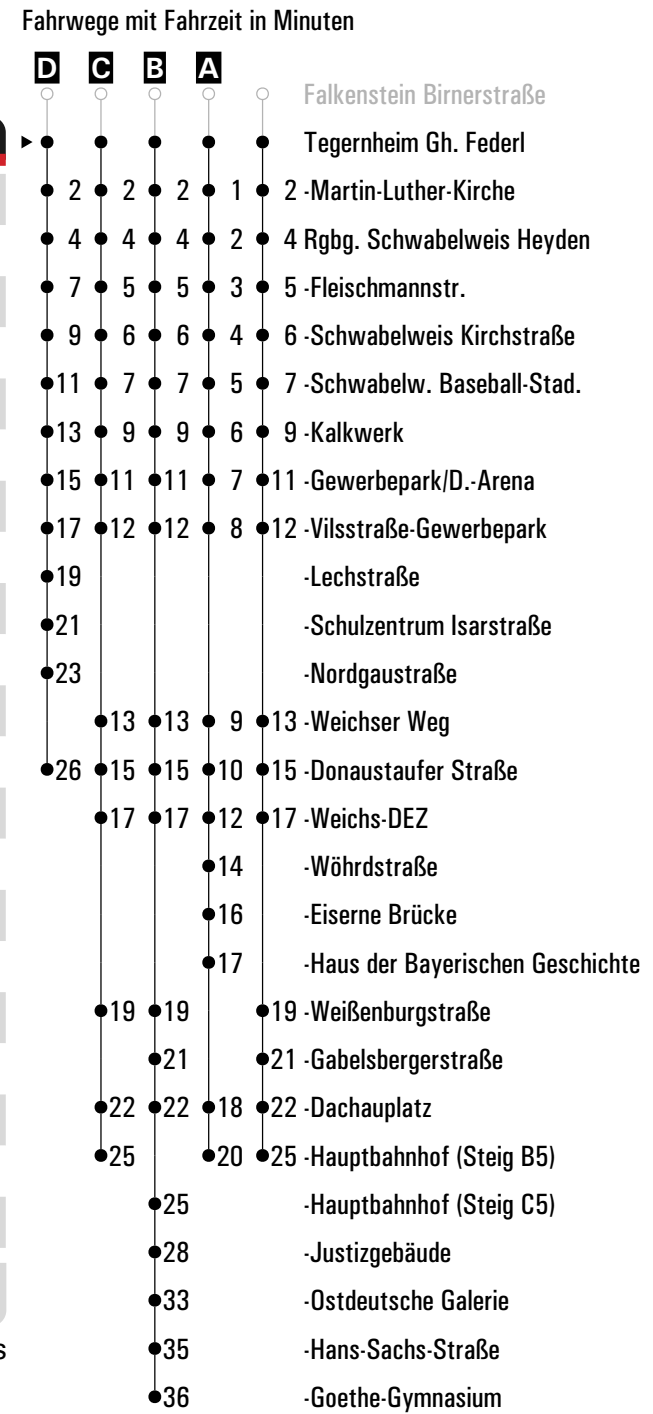 Fahrwege mit Fahrzeit in Minuten
D C B A
Falkenstein Birnerstraße
Tegernheim Gh. Federl
2 2 2 1 2 -Martin-Luther-Kirche
4 4 4 2 4 Rgbg. Schwabelweis Heyden
7 5 5 3 5 -Fleischmannstr.
9 6 6 4 6 -Schwabelweis Kirchstraße
11 7 7 5 7 -Schwabelw. Baseball-Stad.
13 9 9 6 9 -Kalkwerk
15 11 11 7 11 -Gewerbepark/D.-Arena
17 12 12 8 12 -Vilsstraße-Gewerbepark
19 -Lechstraße
21 -Schulzentrum Isarstraße
23 -Nordgaustraße
13 13 9 13 -Weichser Weg
26 15 15 10 15 -Donaustaufer Straße
17 17 12 17 -Weichs-DEZ
14 -Wöhrdstraße
16 -Eiserne Brücke
17 -Haus der Bayerischen Geschichte
19 19 19 -Weißenburgstraße
21 21 -Gabelsbergerstraße
22 22 18 22 -Dachauplatz
25 20 25 -Hauptbahnhof (Steig B5)
25 -Hauptbahnhof (Steig C5)
28 -Justizgebäude
33 -Ostdeutsche Galerie
s 35 -Hans-Sachs-Straße
36 -Goethe-Gymnasium